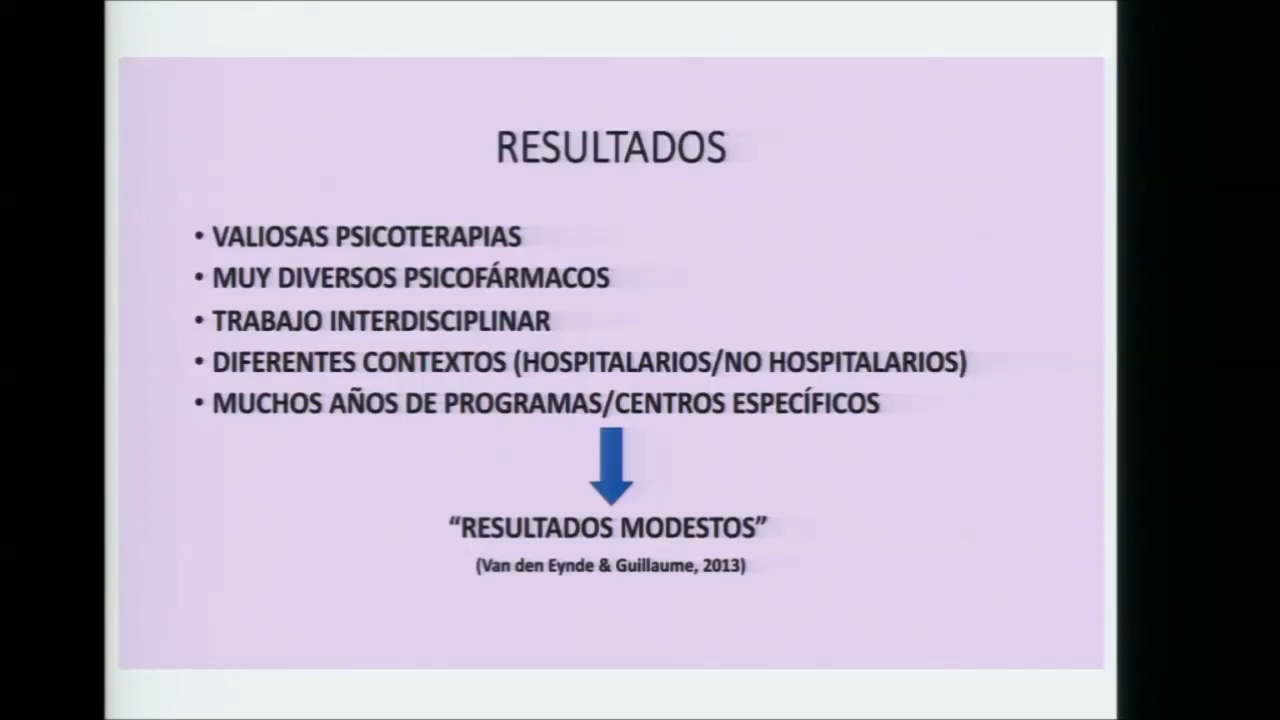 RESULTADOS
• VALIOSAS PSICOTERAPIAS
• MUY DIVERSOS PSICOFÁRMACOS
• TRABAJO INTERDISCIPLINAR
• DIFERENTES CONTEXTOS (HOSPITALARIOS/NO HOSPITALARIOS)
• MUCHOS AÑOS DE PROGRAMAS/CENTROS ESPECÍFICOS
“RESULTADOS MODESTOS”
(Van den Eynde & Guillaume, 2013)